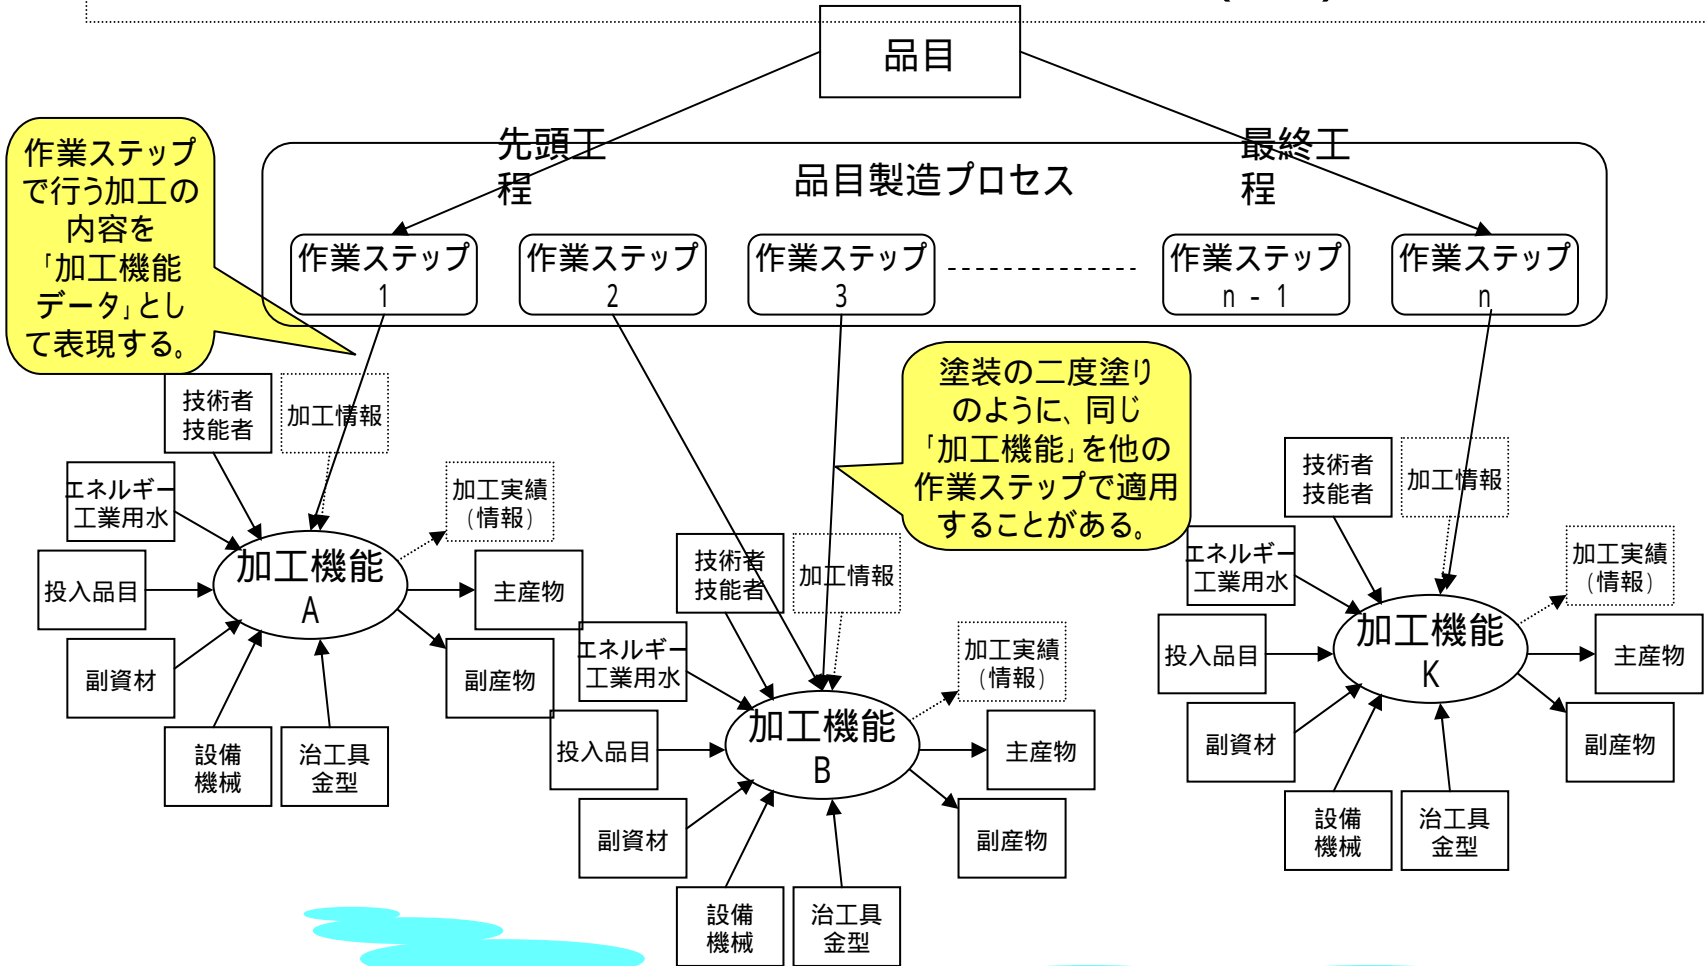 品目
先頭工
程
最終工
程
品目製造プロセス
作業ステップ
で行う加工の
内容を
「加工機能
データ」とし
て表現する。
作業ステップ
1
作業ステップ
2
作業ステップ
3
作業ステップ
n - 1
作業ステップ
n
塗装の二度塗り
のように、同じ
「加工機能」を他の
作業ステップで適用
することがある。
技術者
技能者
加工情報
エネルギー
工業用水
加工実績
(情報)
投入品目
加工機能
A
主産物
副資材
副産物
設備
機械
治工具
金型
技術者
技能者
加工情報
エネルギー
工業用水
加工実績
(情報)
投入品目
加工機能
B
主産物
副資材
副産物
設備
機械
治工具
金型
技術者
技能者
加工情報
エネルギー
工業用水
加工実績
(情報)
投入品目
加工機能
K
主産物
副資材
副産物
設備
機械
治工具
金型